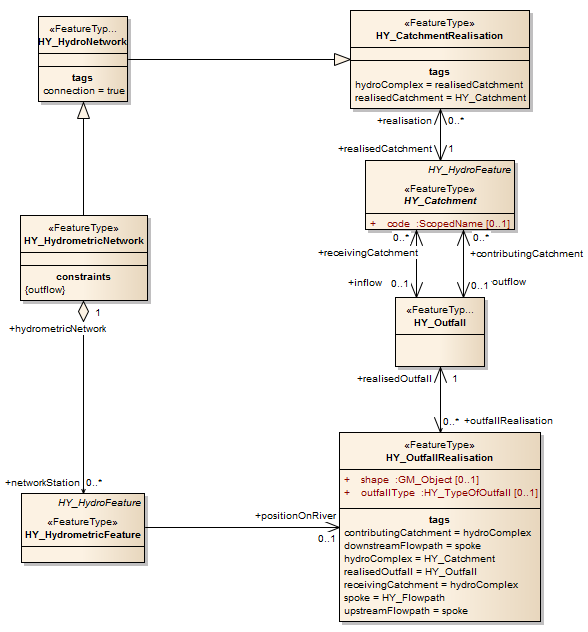 «FeatureTyp...
HY_HydroNetwork
tags
connection = true
«FeatureType»
HY_CatchmentRealisation
tags
hydroComplex = realisedCatchment
realisedCatchment = HY_Catchment
+realisation
0..*
+realisedCatchment
1
HY_HydroFeature
«FeatureType»
HY_Catchment
+ code :ScopedName [0..1]
«FeatureType»
HY_HydrometricNetwork
constraints
{outflow}
0..*
0..*
+receivingCatchment
+contributingCatchment
+inflow
0..1
0..1
outflow
1
+hydrometricNetwork
«FeatureTyp...
HY_Outfall
+realisedOutfall
1
0..*
+outfallRealisation
«FeatureType»
HY_OutfallRealisation
+ shape :GM_Object [0..1]
+ outfallType :HY_TypeOfOutfall [0..1]
tags
contributingCatchment = hydroComplex
downstreamFlowpath = spoke
hydroComplex = HY_Catchment
realisedOutfall = HY_Outfall
receivingCatchment = hydroComplex
spoke = HY_Flowpath
upstreamFlowpath = spoke
+networkStation
0..*
HY_HydroFeature
«FeatureType»
HY_HydrometricFeature
+positionOnRiver
0..1